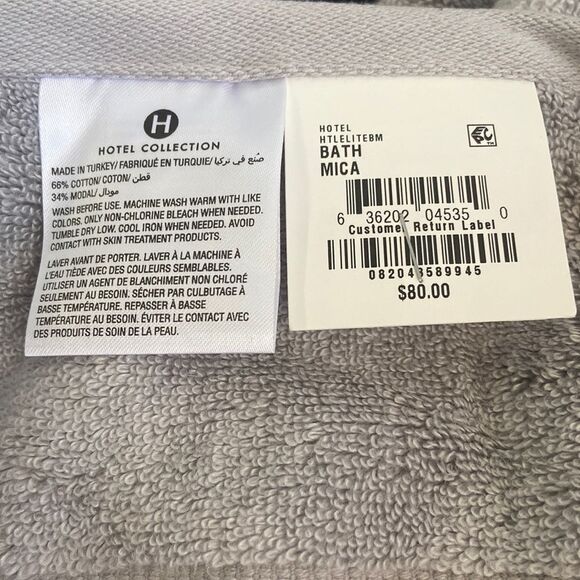 H
HOTEL COLLECTION
MADE IN TURKEY/ FABRIQUÉ EN TURQUIE/ صنع في تركيا
66% COTTON/ COTON/ قطن
34% MODAL/ مودال
WASH BEFORE USE. MACHINE WASH WARM WITH LIKE
COLORS. ONLY NON-CHLORINE BLEACH WHEN NEEDED.
TUMBLE DRY LOW. COOL IRON WHEN NEEDED. AVOID
CONTACT WITH SKIN TREATMENT PRODUCTS.
LAVER AVANT DE PORTER. LAVER À LA MACHINE À
L'EAU TIÈDE AVEC DES COULEURS SEMBLABLES.
UTILISER UN AGENT DE BLANCHIMENT NON CHLORÉ
SEULEMENT AU BESOIN. SÉCHER PAR CULBUTAGE À
BASSE TEMPÉRATURE. REPASSER À BASSE
TEMPÉRATURE AU BESOIN. ÉVITER LE CONTACT AVEC
DES PRODUITS DE SOIN DE LA PEAU.
HOTEL
HTLELITEBM
BATH
MICA
6 36202 04535 0
Customer Return Label
$80.00